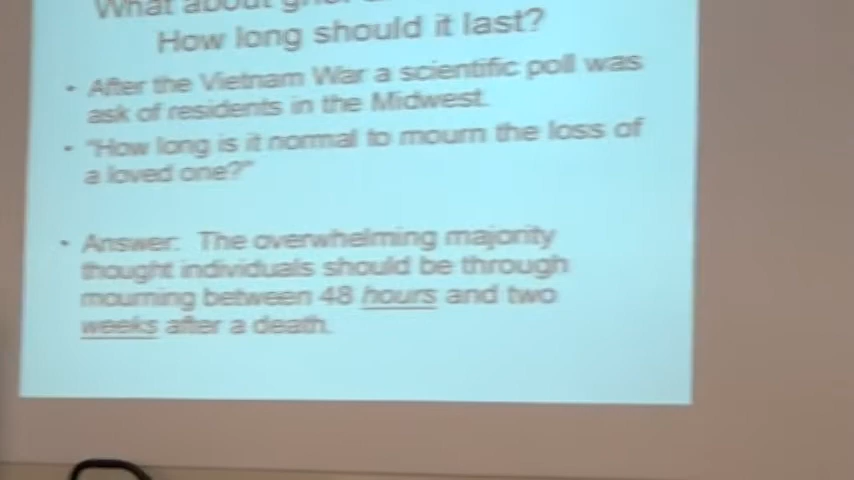 What about
How long should it last?
• After the Vietnam War a scientific poll was
ask of residents in the Midwest.
• "How long is it normal to mourn the loss of
a loved one?"
• Answer: The overwhelming majority
thought individuals should be through
mourning between 48 hours and two
weeks after a death.